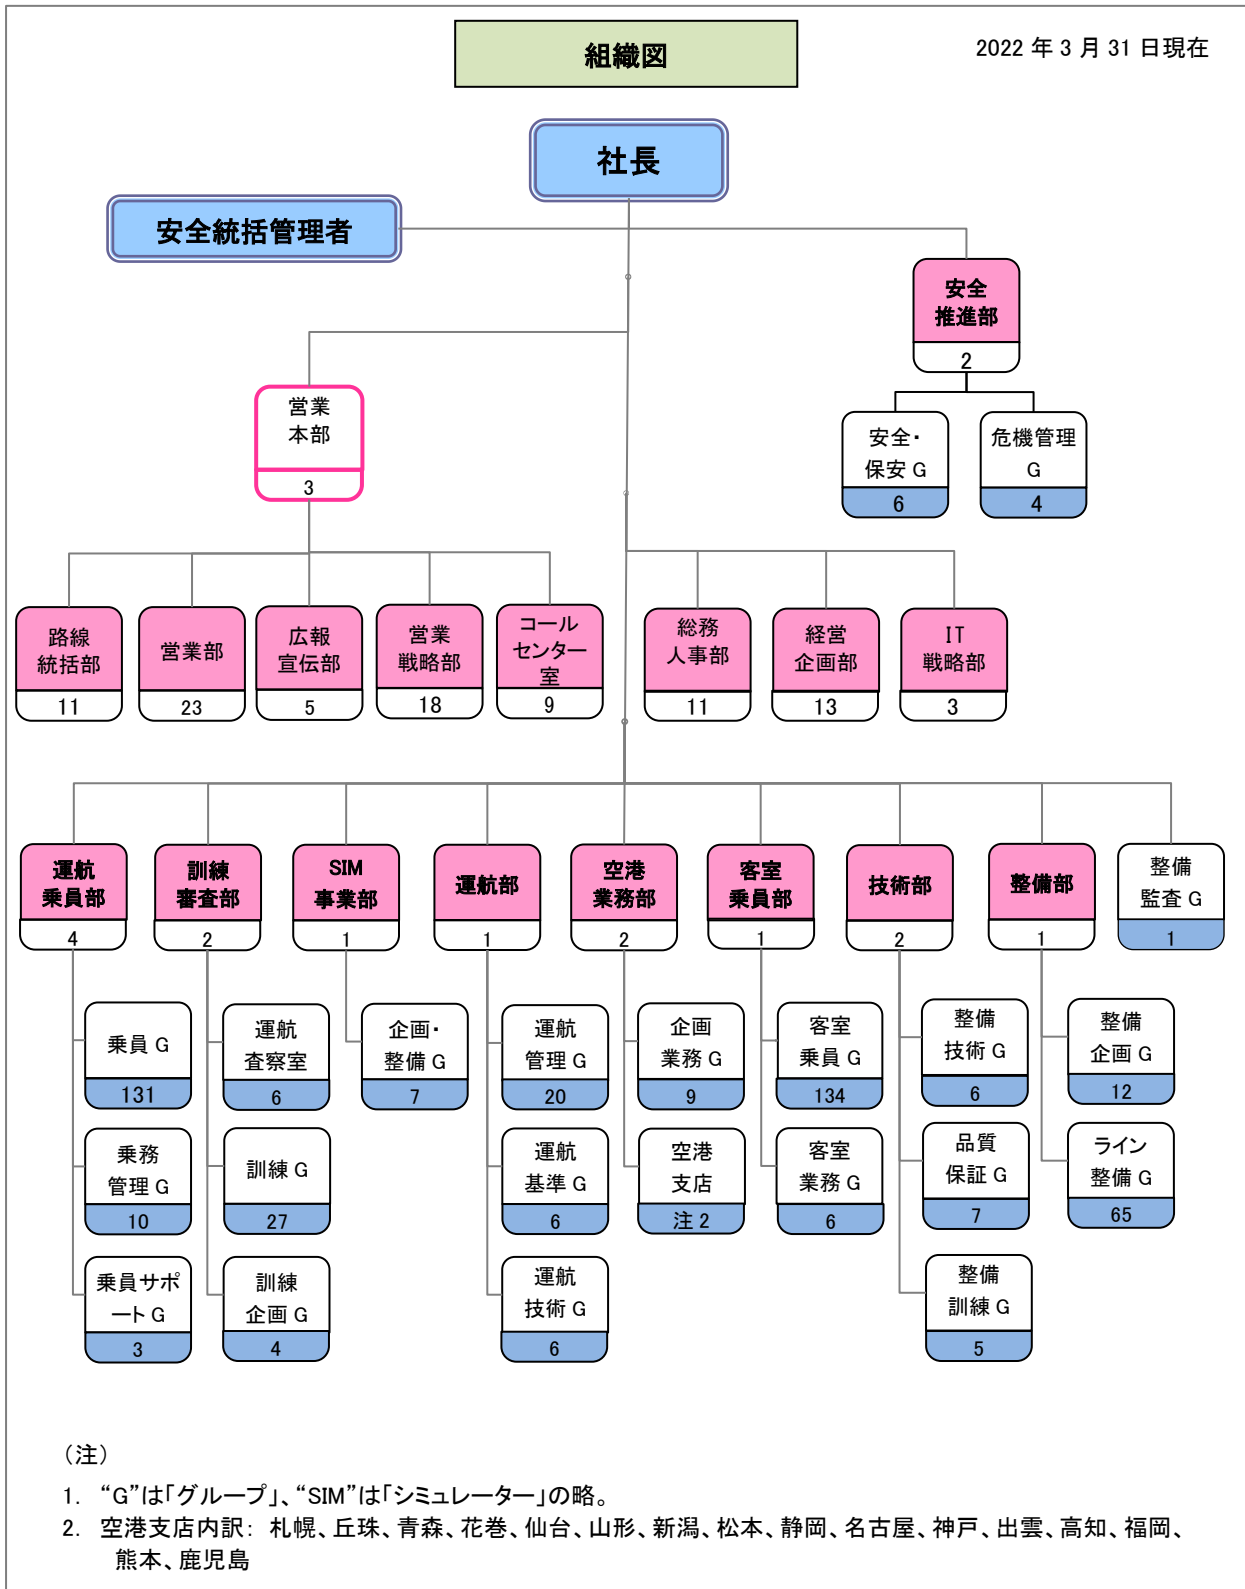 組織図
2022 年 3 月 31 日現在
社長
安全統括管理者
安全
推進部
2
安全・
保安 G
6
危機管理
G
4
営業
本部
3
路線
統括部
11
営業部
23
広報
宣伝部
5
営業
戦略部
18
コール
センター
室
9
総務
人事部
11
経営
企画部
13
IT
戦略部
3
運航
乗員部
4
訓練
審査部
2
SIM
事業部
1
運航部
1
空港
業務部
2
客室
乗員部
1
技術部
2
整備部
1
整備
監査 G
1
乗員 G
131
運航
査察室
6
企画・
整備 G
7
運航
管理 G
20
企画
業務 G
9
客室
乗員 G
134
整備
技術 G
6
整備
企画 G
12
乗務
管理 G
10
訓練 G
27
運航
基準 G
6
空港
支店
注 2
客室
業務 G
6
品質
保証 G
7
ライン
整備 G
65
乗員サポ
ート G
3
訓練
企画 G
4
運航
技術 G
6
整備
訓練 G
5
（注）
1. “G”は「グループ」、“SIM”は「シミュレーター」の略。
2. 空港支店内訳： 札幌、丘珠、青森、花巻、仙台、山形、新潟、松本、静岡、名古屋、神戸、出雲、高知、福岡、
熊本、鹿児島